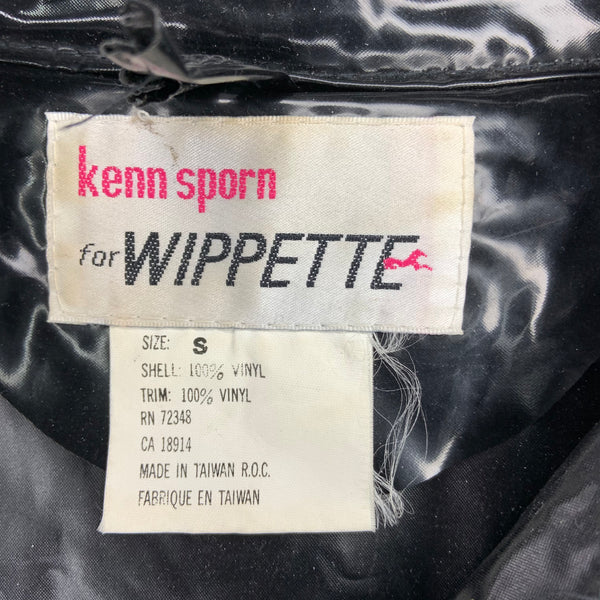 kenn sporn
for WIPPETTE
SIZE: S
SHELL: 100% VINYL
TRIM: 100% VINYL
RN 72348
CA 18914
MADE IN TAIWAN R.O.C.
FABRIQUE EN TAIWAN